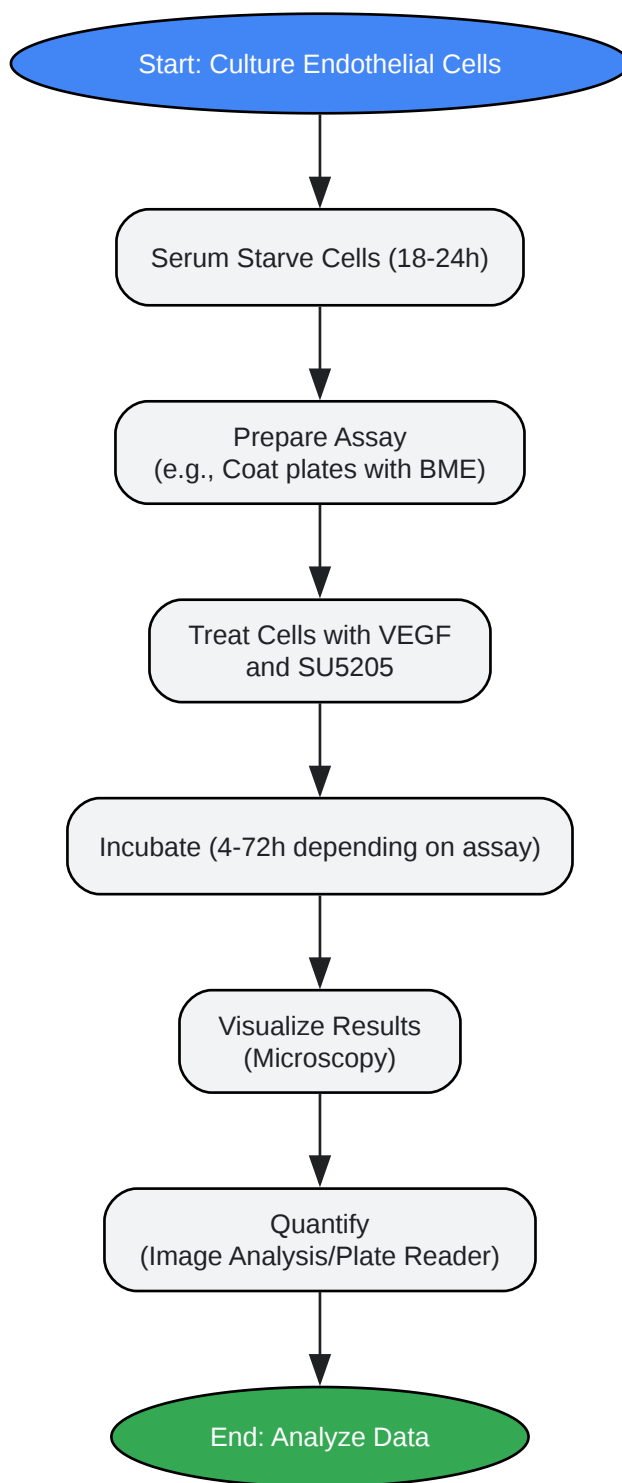 Start: Culture Endothelial Cells
Serum Starve Cells (18-24h)
Prepare Assay
(e.g., Coat plates with BME)
Treat Cells with VEGF
and SU5205
Incubate (4-72h depending on assay)
Visualize Results
(Microscopy)
Quantify
(Image Analysis/Plate Reader)
End: Analyze Data